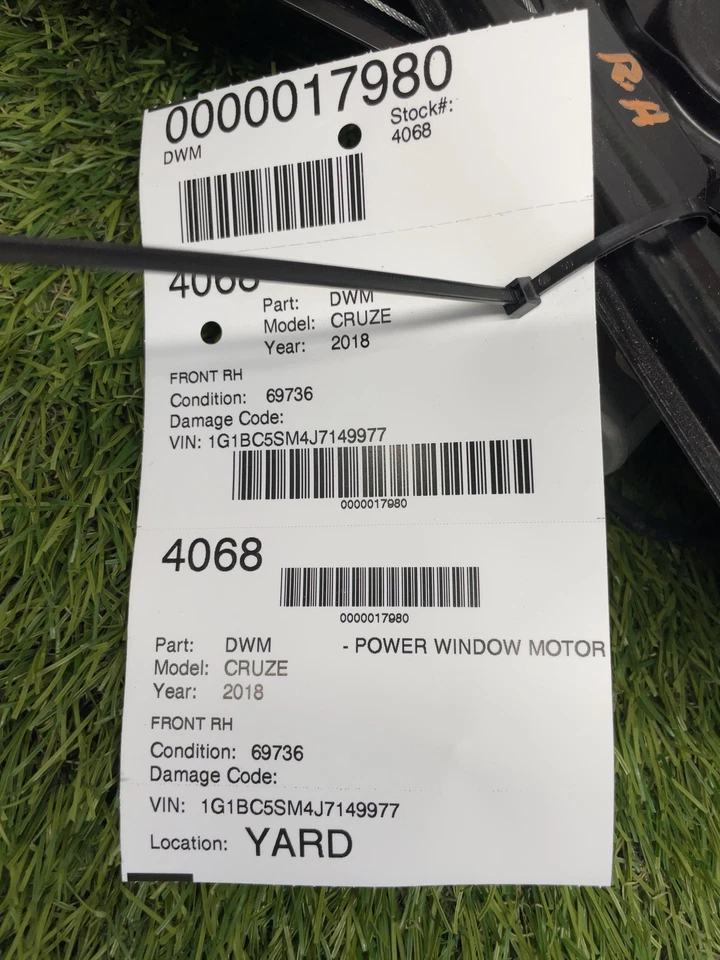 0000017980
R.H
DWM
Stock#:
4068
4068
Part: DWM
Model: CRUZE
Year: 2018
FRONT RH
Condition: 69736
Damage Code:
VIN: 1G1BC5SM4J7149977
0000017980
4068
0000017980
Part: DWM - POWER WINDOW MOTOR
Model: CRUZE
Year: 2018
FRONT RH
Condition: 69736
Damage Code:
VIN: 1G1BC5SM4J7149977
Location: YARD